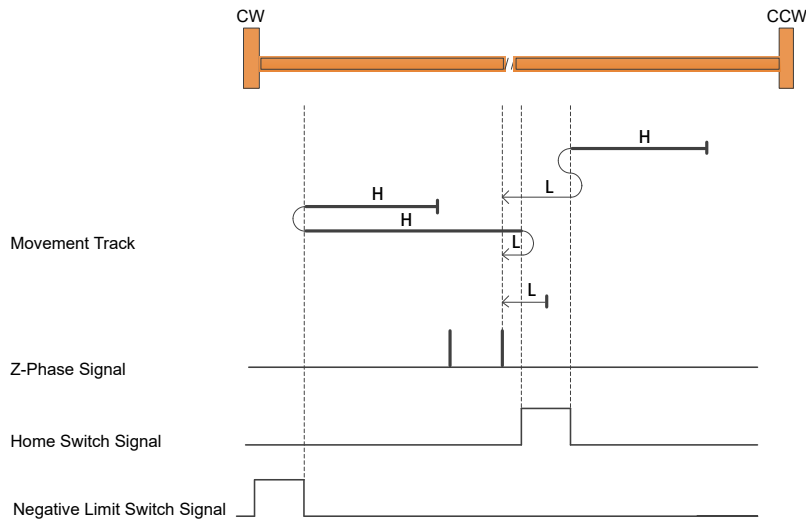 CW
CCW
H
L
H
H
Movement Track
L
L
Z-Phase Signal
Home Switch Signal
Negative Limit Switch Signal